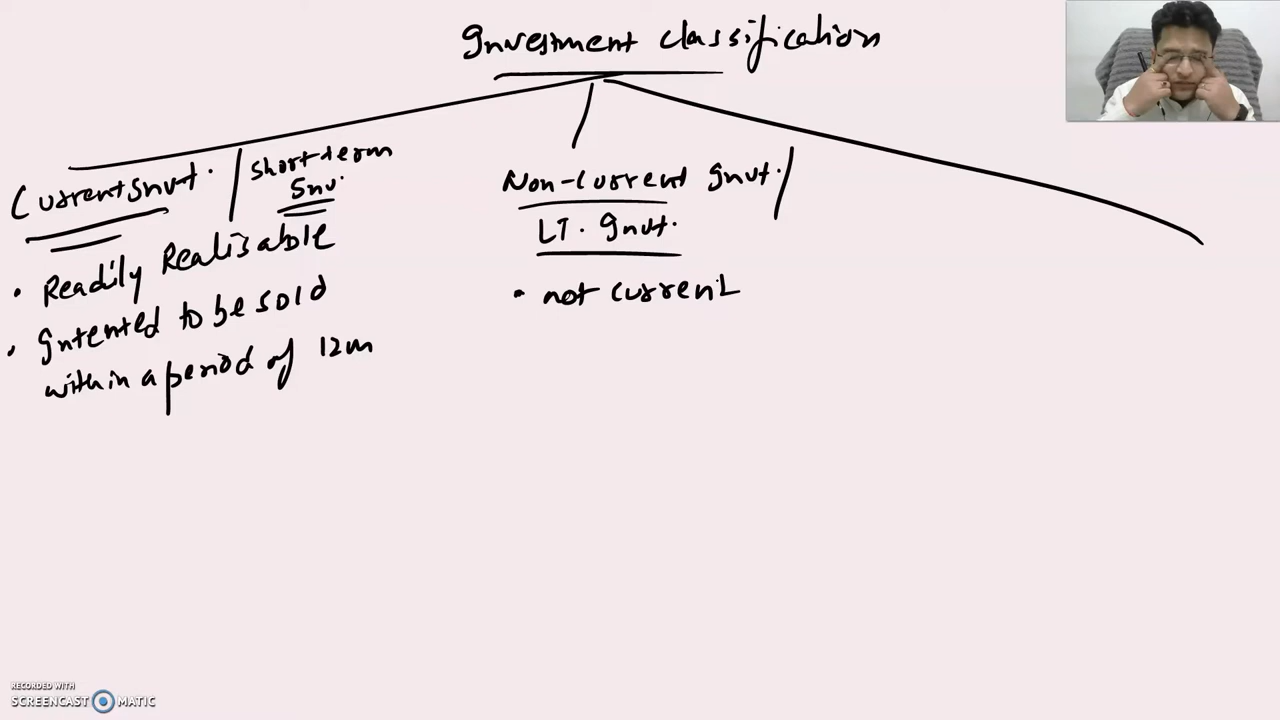 Investment classification
Current Invt. / Short term Inv.
Non-Current Invt. /
LT. Invt.
• Readily Realisable
• Intented to be sold
within a period of 12m
• not current
RECORDED WITH
SCREENCAST MATIC